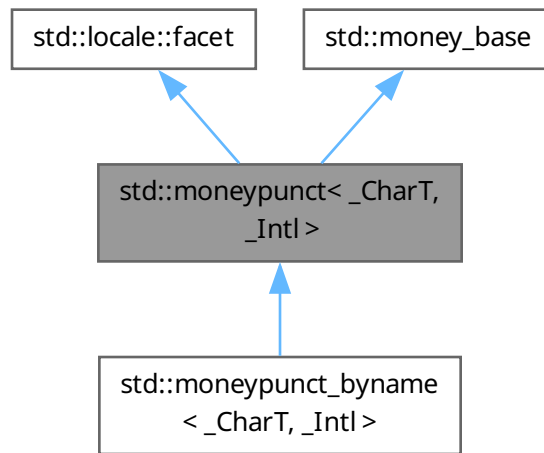 std::locale::facet
std::money_base
std::moneypunct< _CharT,
_Intl >
std::moneypunct_byname
< _CharT, _Intl >